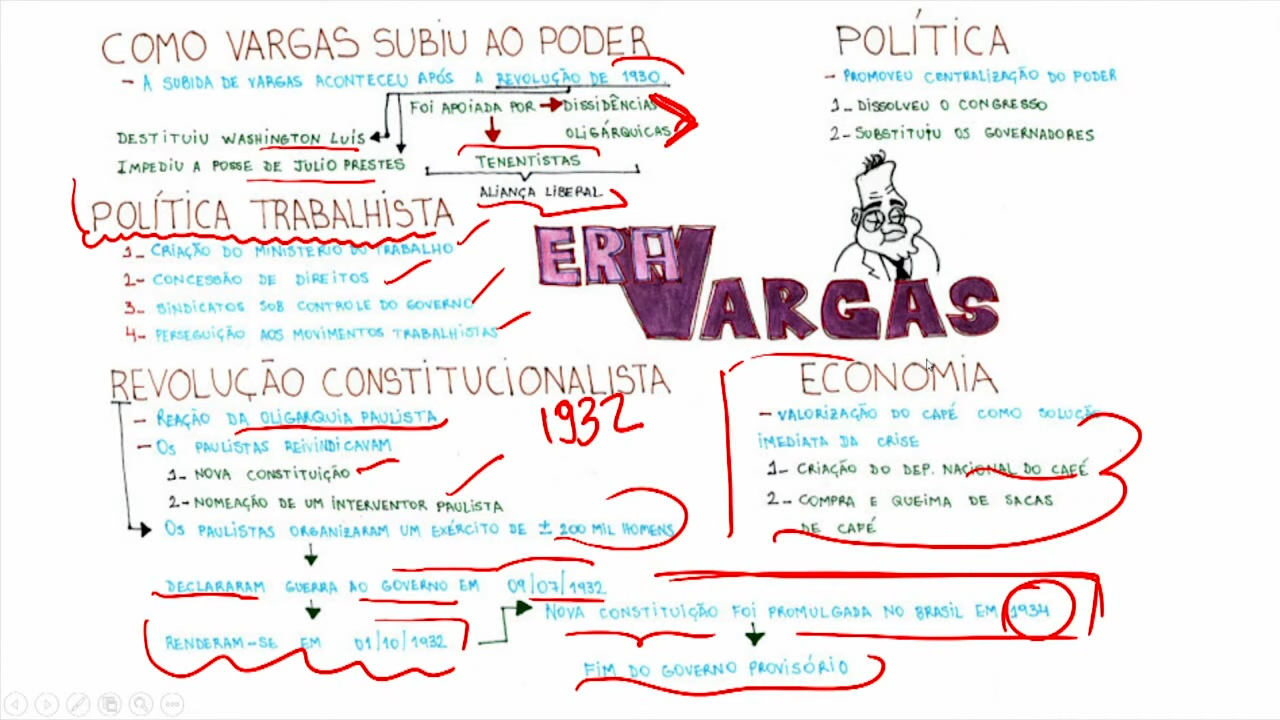 COMO VARGAS SUBIU AO PODER
- A SUBIDA DE VARGAS ACONTECEU APÓS A REVOLUÇÃO DE 1930.
FOI APOIADA POR DISSIDÊNCIAS
OLIGÁRQUICAS
DESTITUIU WASHINGTON LUÍS
IMPEDIU A POSSE DE JULIO PRESTES
TENENTISTAS
ALIANÇA LIBERAL
POLÍTICA
- PROMOVEU CENTRALIZAÇÃO DO PODER
1- DISSOLVEU O CONGRESSO
2- SUBSTITUIU OS GOVERNADORES
POLÍTICA TRABALHISTA
1- CRIAÇÃO DO MINISTÉRIO DO TRABALHO
2- CONCESSÃO DE DIREITOS
3- SINDICATOS SOB CONTROLE DO GOVERNO
4- PERSEGUIÇÃO AOS MOVIMENTOS TRABALHISTAS
ERA
VARGAS
REVOLUÇÃO CONSTITUCIONALISTA
- REAÇÃO DA OLIGARQUIA PAULISTA
1932
- OS PAULISTAS REIVINDICAVAM
1- NOVA CONSTITUIÇÃO
2- NOMEAÇÃO DE UM INTERVENTOR PAULISTA
OS PAULISTAS ORGANIZARAM UM EXÉRCITO DE ± 200 MIL HOMENS
DECLARARAM GUERRA AO GOVERNO EM 09/07/1932
RENDERAM-SE EM 01/10/1932
NOVA CONSTITUIÇÃO FOI PROMULGADA NO BRASIL EM 1934
FIM DO GOVERNO PROVISÓRIO
ECONOMIA
- VALORIZAÇÃO DO CAFÉ COMO SOLUÇÃO
IMEDIATA DA CRISE
1- CRIAÇÃO DO DEP. NACIONAL DO CAFÉ
2- COMPRA E QUEIMA DE SACAS
DE CAFÉ